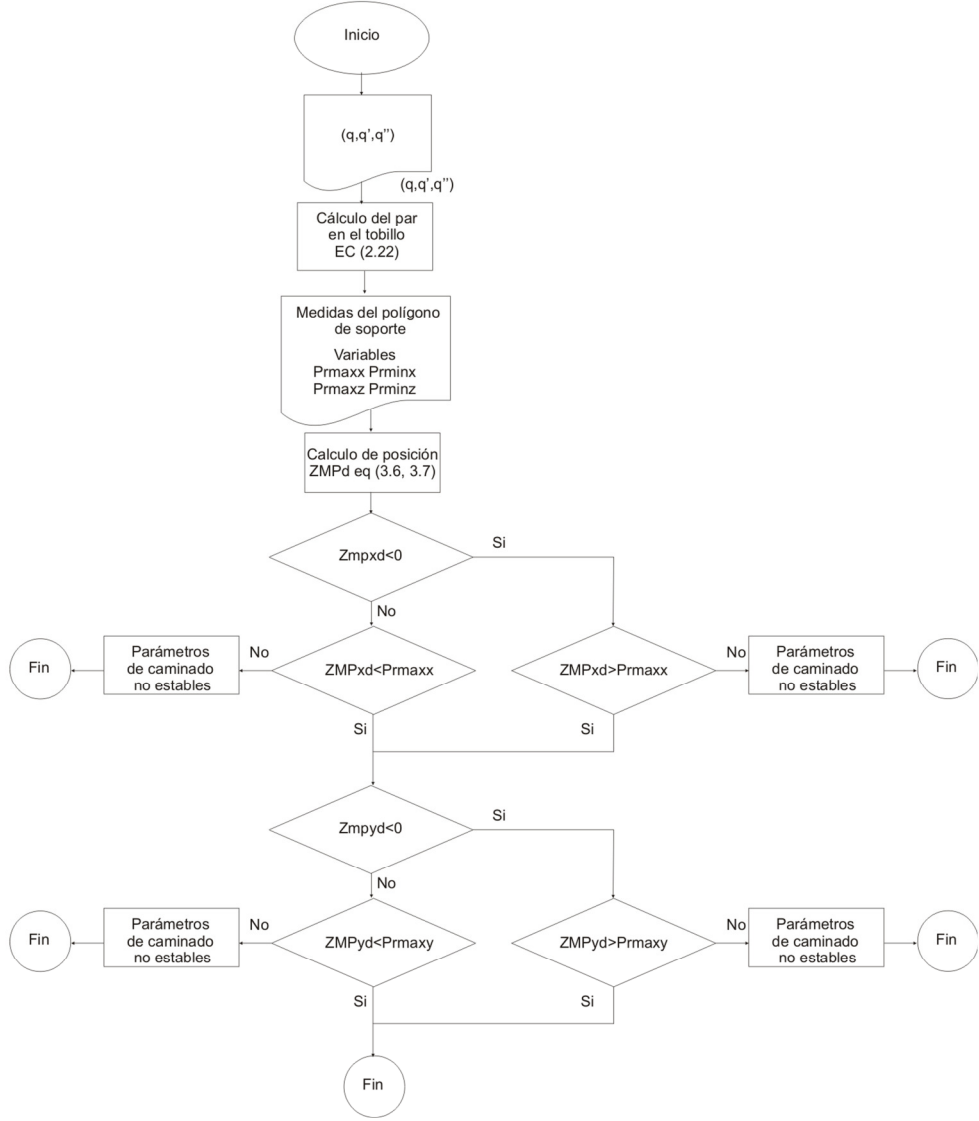 Inicio
(q,q',q'')
(q,q',q'')
Cálculo del par
en el tobillo
EC (2.22)
Medidas del polígono
de soporte
Variables
Prmaxx Prminx
Prmaxz Prminz
Calculo de posición
ZMPd eq (3.6, 3.7)
Zmpxd<0
Si
No
Fin
Parámetros
de caminado
no estables
No
ZMPxd<Prmaxx
ZMPxd>Prmaxx
No
Parámetros
de caminado
no estables
Fin
Si
Si
Zmpyd<0
Si
No
Fin
Parámetros
de caminado
no estables
No
ZMPyd<Prmaxy
ZMPyd>Prmaxy
No
Parámetros
de caminado
no estables
Fin
Si
Si
Fin